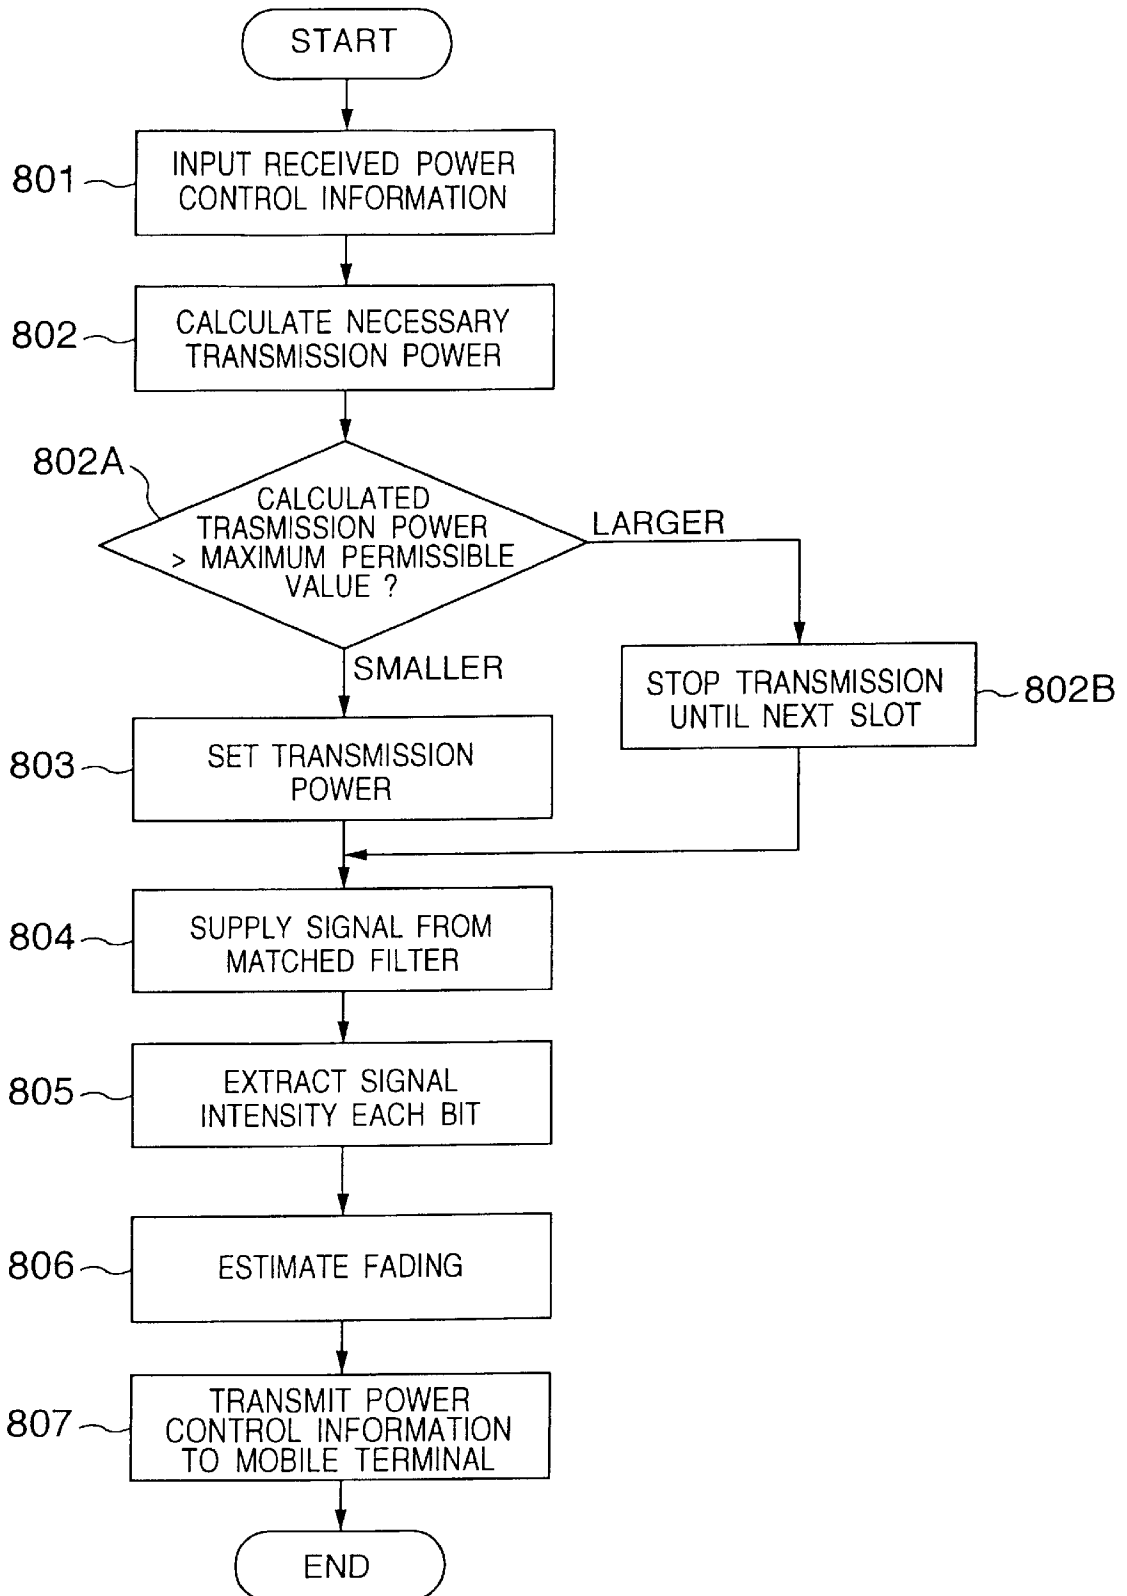 START
801
INPUT RECEIVED POWER
CONTROL INFORMATION
802
CALCULATE NECESSARY
TRANSMISSION POWER
802A
CALCULATED
TRASMISSION POWER
> MAXIMUM PERMISSIBLE
VALUE ?
LARGER
SMALLER
STOP TRANSMISSION
UNTIL NEXT SLOT
802B
803
SET TRANSMISSION
POWER
804
SUPPLY SIGNAL FROM
MATCHED FILTER
805
EXTRACT SIGNAL
INTENSITY EACH BIT
806
ESTIMATE FADING
807
TRANSMIT POWER
CONTROL INFORMATION
TO MOBILE TERMINAL
END